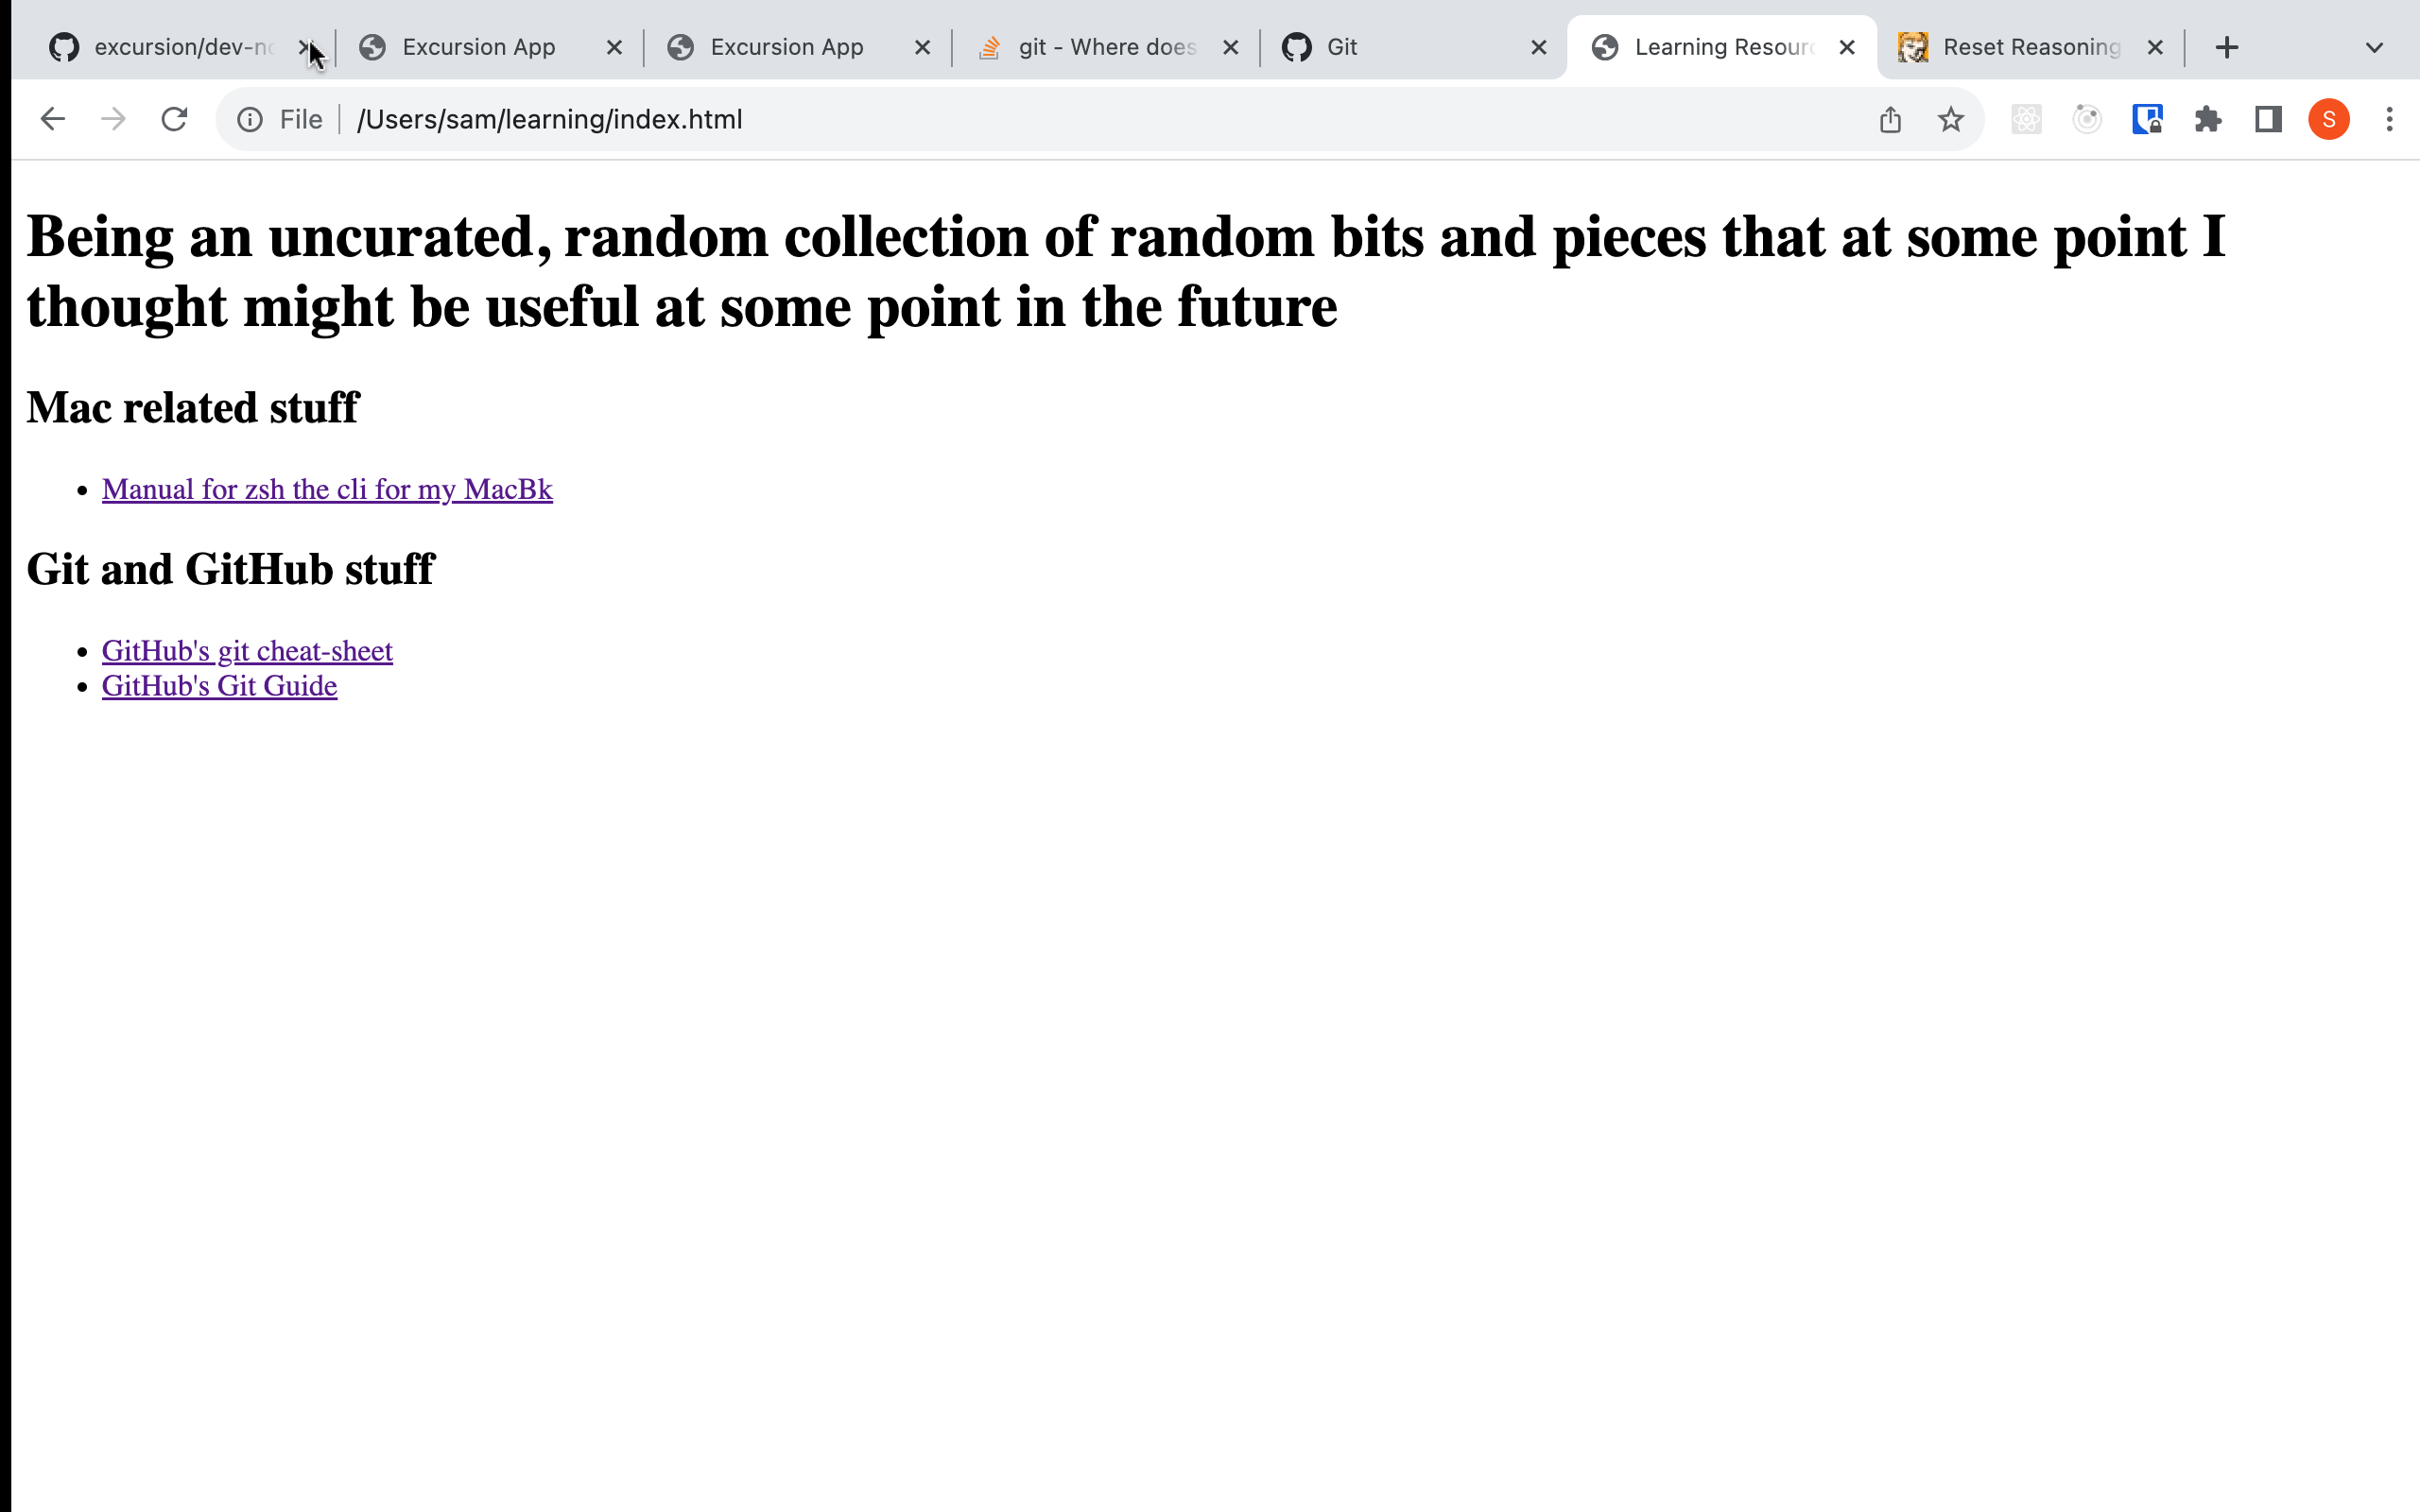 excursion/dev-n
Excursion App
Excursion App
git - Where does
Git
Learning Resour
Reset Reasoning
File
/Users/sam/learning/index.html
S
Being an uncurated, random collection of random bits and pieces that at some point I
thought might be useful at some point in the future
Mac related stuff
Manual for zsh the cli for my MacBk
Git and GitHub stuff
GitHub's git cheat-sheet
GitHub's Git Guide